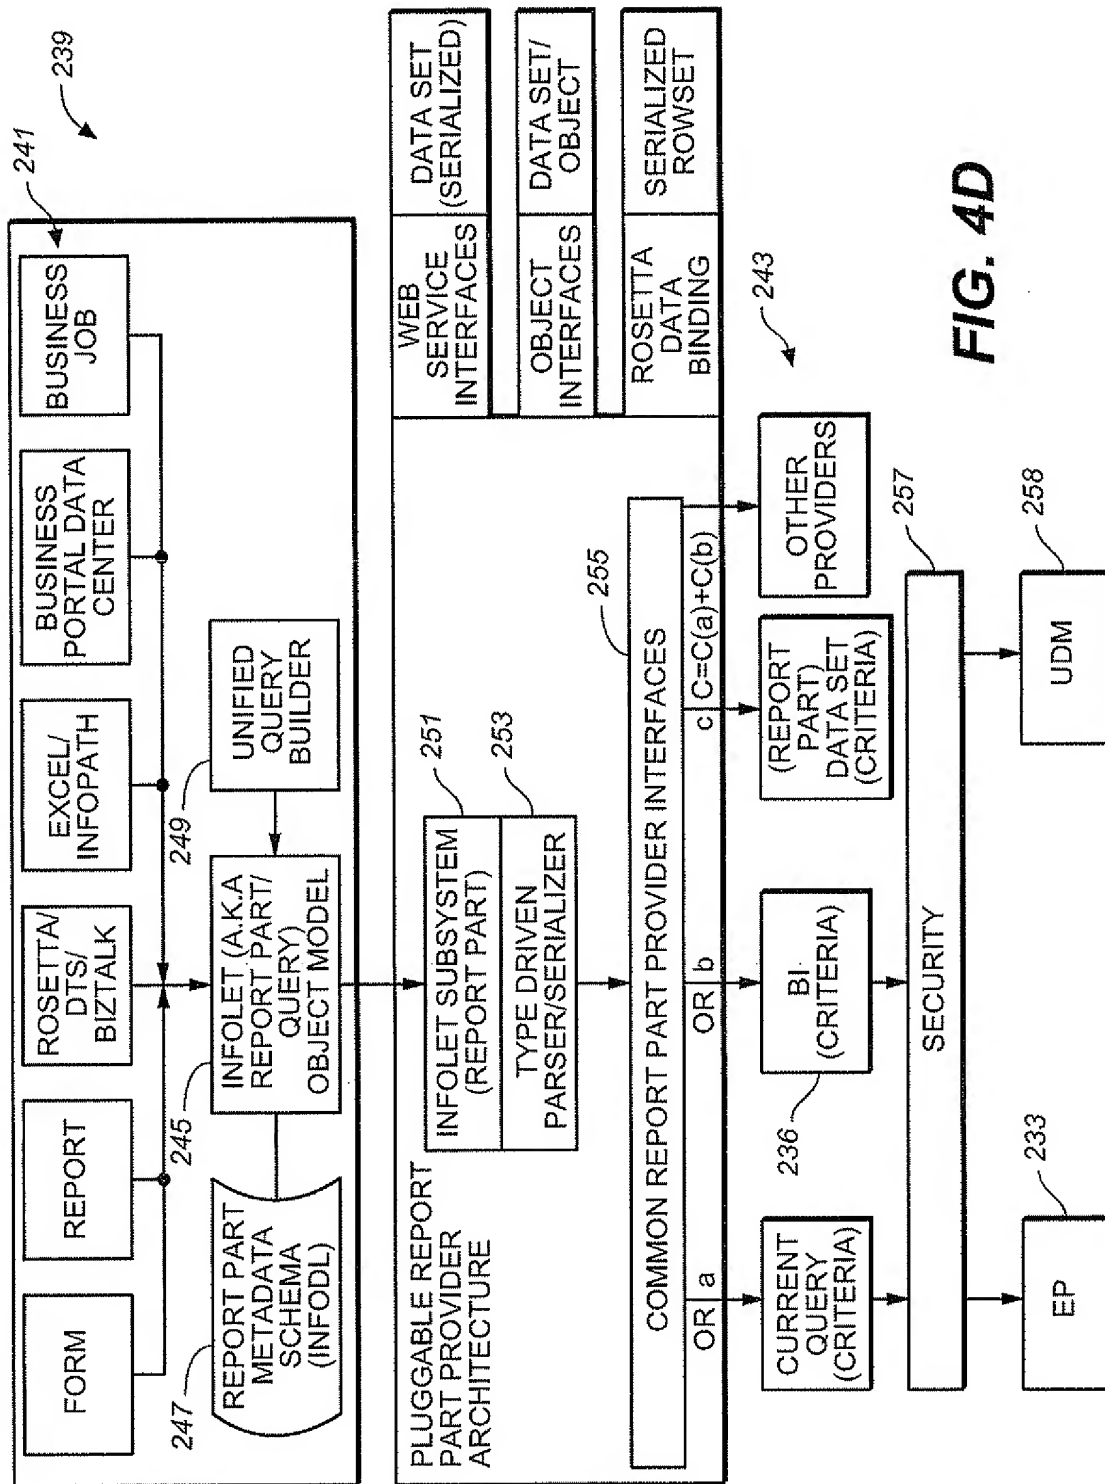 239
241
FORM
REPORT
ROSETTA/
DTS/
BIZTALK
EXCEL/
INFOPATH
BUSINESS
PORTAL DATA
CENTER
BUSINESS
JOB
247
REPORT PART
METADATA
SCHEMA
(INFODL)
245
INFOLET (A.K.A
REPORT PART/
QUERY)
OBJECT MODEL
249
UNIFIED
QUERY
BUILDER
PLUGGABLE REPORT
PART PROVIDER
ARCHITECTURE
251
INFOLET SUBSYSTEM
(REPORT PART)
253
TYPE DRIVEN
PARSER/SERIALIZER
255
COMMON REPORT PART PROVIDER INTERFACES
WEB
SERVICE
INTERFACES
DATA SET
(SERIALIZED)
OBJECT
INTERFACES
DATA SET/
OBJECT
ROSETTA
DATA
BINDING
SERIALIZED
ROWSET
OR a
OR b
c C=C(a)+C(b)
243
CURRENT
QUERY
(CRITERIA)
236
BI
(CRITERIA)
(REPORT
PART)
DATA SET
(CRITERIA)
OTHER
PROVIDERS
257
SECURITY
233
EP
258
UDM
FIG. 4D